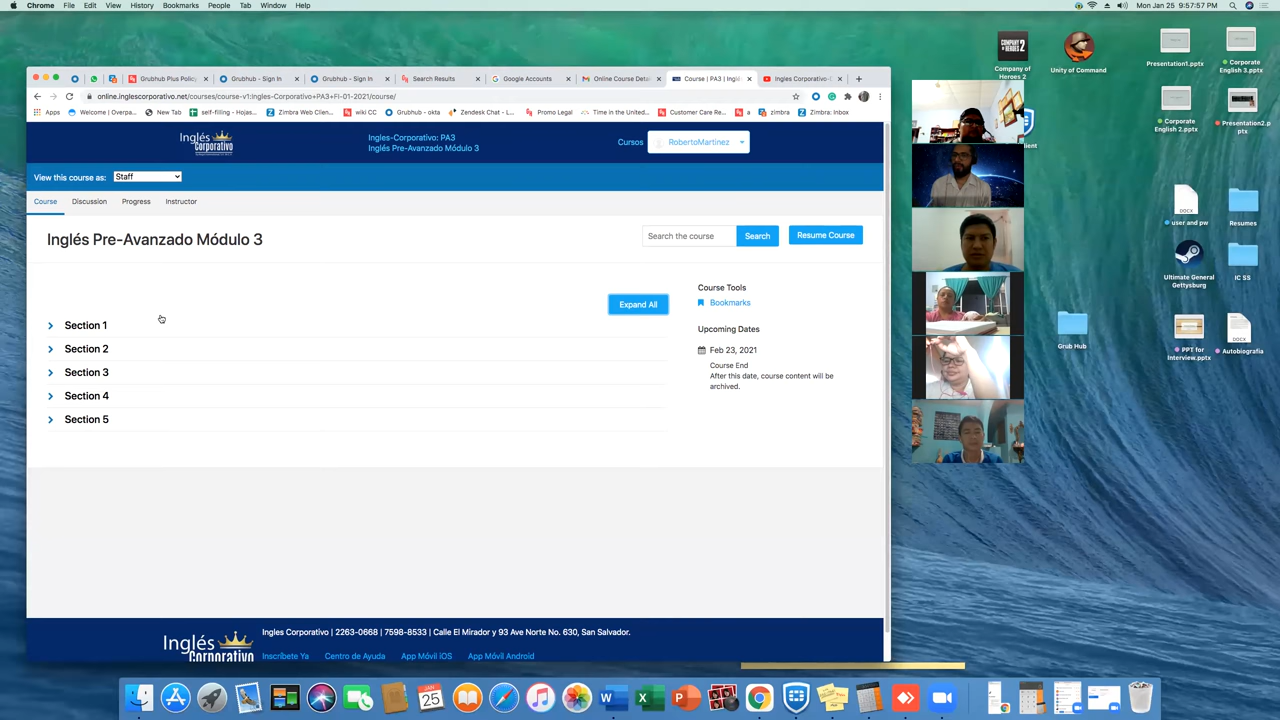 Chrome File Edit View History Bookmarks People Tab Window Help
Mon Jan 25 9:57:57 PM
Grubhub Plus Policy
Grubhub - Sign In
Grubhub - Sign In
Search Results
Google Accounts
Online Course Deta
Course | PA3 | Inglé
Ingles Corporativo-
online.inglescorporativo.net/courses/course-v1:Ingles-Corporativo+PA3+FI-01-2021/course/
Apps Welcome | Overpa... New Tab self-filling - Hojas... Zimbra Web Clien... Grubhub - okta wiki CC Zendesk Chat - L... Promo Legal Customer Care Re... a Time in the United... Zimbra: Inbox
Inglés
Corporativo
Ingles-Corporativo: PA3
Inglés Pre-Avanzado Módulo 3
Cursos
RobertoMartinez
View this course as:
Staff
Course
Discussion
Progress
Instructor
Inglés Pre-Avanzado Módulo 3
Search the course
Search
Resume Course
Expand All
Section 1
Section 2
Section 3
Section 4
Section 5
Course Tools
Bookmarks
Upcoming Dates
Feb 23, 2021
Course End
After this date, course content will be
archived.
Inglés
Corporativo
Ingles Corporativo | 2263-0668 | 7598-8533 | Calle El Mirador y 93 Ave Norte No. 630, San Salvador.
Inscríbete Ya
Centro de Ayuda
App Móvil iOS
App Móvil Android
COMPANY
HEROES
2
Company of
Heroes 2
Unity of Command
Presentation1.pptx
Corporate
English 3.pptx
Corporate
English 2.pptx
Presentation2.p
ptx
DOCX
user and pw
Resumes
Ultimate General
Gettysburg
IC SS
Grub Hub
PPT for
Interview.pptx
DOCX
Autobiografia
JAN
25